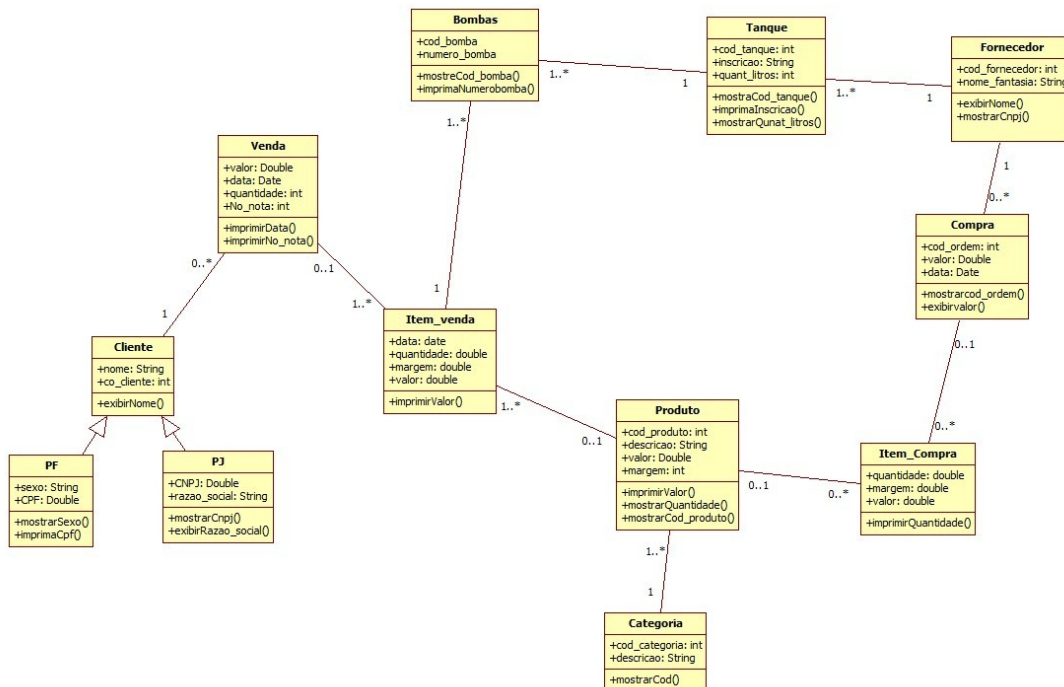 Bombas
+cod_bomba
+numero_bomba
+mostreCod_bomba()
+imprimaNumerobomba()
1..*
1
1..*
Tanque
+cod_tanque: int
+inscricao: String
+quant_litros: int
+mostraCod_tanque()
+imprimaInscricao()
+mostrarQunat_litros()
1..*
1
Fornecedor
+cod_fornecedor: int
+nome_fantasia: String
+exibirNome()
+mostrarCnpj()
1
0..*
Venda
+valor: Double
+data: Date
+quantidade: int
+No_nota: int
+imprimirData()
+imprimirNo_nota()
0..*
0..1
1
1..*
1
Compra
+cod_ordem: int
+valor: Double
+data: Date
+mostrarcod_ordem()
+exibirvalor()
0..1
0..*
Item_venda
+data: date
+quantidade: double
+margem: double
+valor: double
+imprimirValor()
1..*
0..1
Cliente
+nome: String
+co_cliente: int
+exibirNome()
PF
+sexo: String
+CPF: Double
+mostrarSexo()
+imprimaCpf()
PJ
+CNPJ: Double
+razao_social: String
+mostrarCnpj()
+exibirRazao_social()
Produto
+cod_produto: int
+descricao: String
+valor: Double
+margem: int
+imprimirValor()
+mostrarQuantidade()
+mostrarCod_produto()
0..1
0..*
Item_Compra
+quantidade: double
+margem: double
+valor: double
+imprimirQuantidade()
1..*
1
Categoria
+cod_categoria: int
+descricao: String
+mostrarCod()